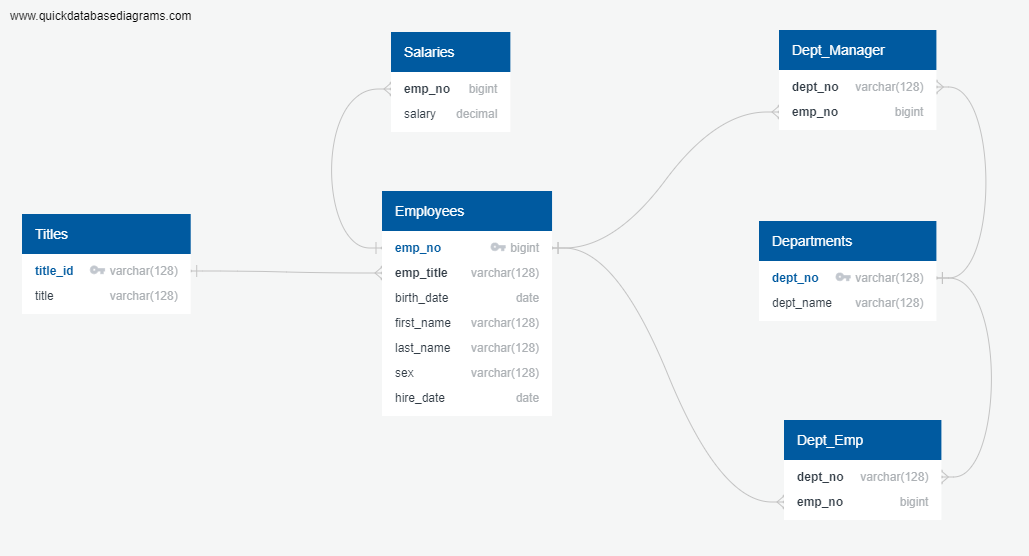 www.quickdatabasediagrams.com
Salaries
emp_no bigint
salary decimal
Dept_Manager
dept_no varchar(128)
emp_no bigint
Titles
title_id varchar(128)
title varchar(128)
Employees
emp_no bigint
emp_title varchar(128)
birth_date date
first_name varchar(128)
last_name varchar(128)
sex varchar(128)
hire_date date
Departments
dept_no varchar(128)
dept_name varchar(128)
Dept_Emp
dept_no varchar(128)
emp_no bigint